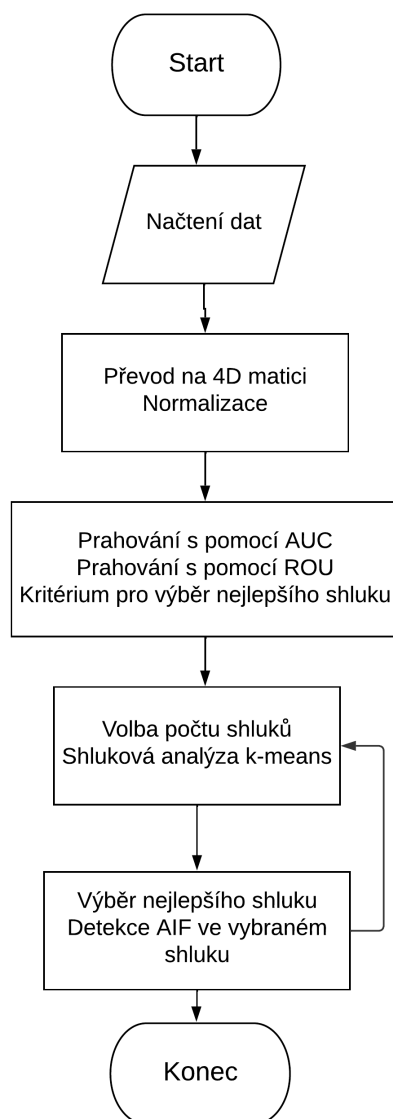 Start
Načtení dat
Převod na 4D matici
Normalizace
Prahování s pomocí AUC
Prahování s pomocí ROU
Kritérium pro výběr nejlepšího shluku
Volba počtu shluků
Shluková analýza k-means
Výběr nejlepšího shluku
Detekce AIF ve vybraném
shluku
Konec